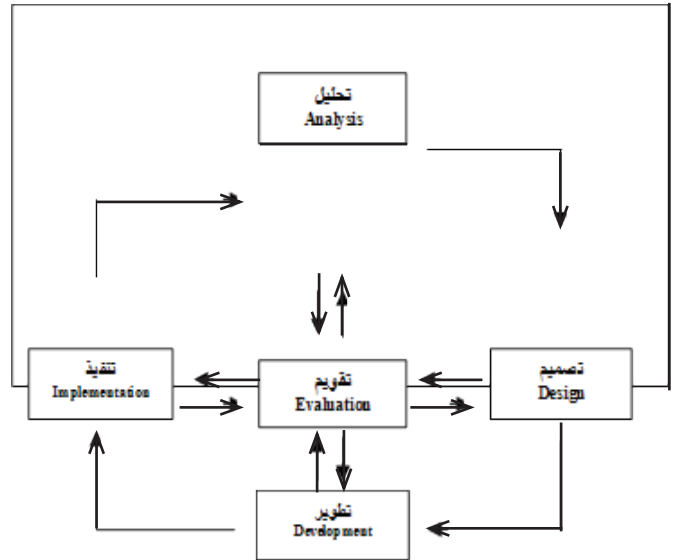 تحليل
Analysis
تنفيذ
Implementation
تقويم
Evaluation
تصميم
Design
تطوير
Development